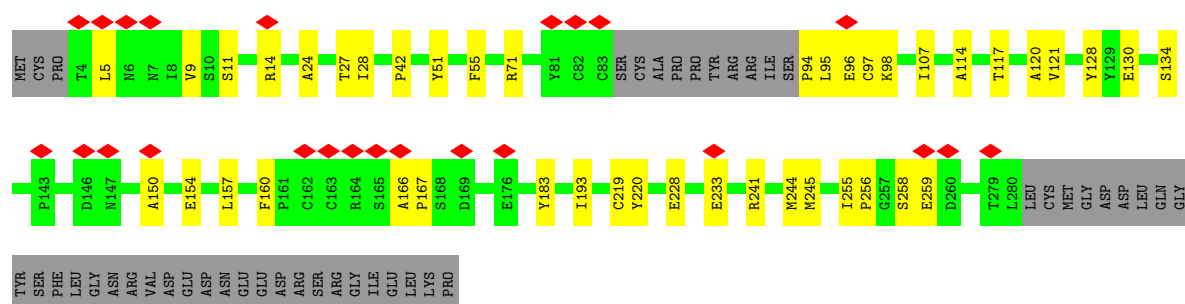 MET CYS PRO T4 L5 N6 N7 I8 V9 S10 S11 R14 A24 T27 I28 P42 Y51 F55 R71 Y81 C82 C83 SER CYS ALA PRO PRO TYR ARG ARG ILE SER P94 L95 E96 C97 K98 I107 A114 T117 A120 V121 Y128 Y129 E130 S134
P143 D146 N147 A150 E154 L157 F160 P161 C162 C163 R164 S165 A166 P167 S168 D169 E176 Y183 I193 C219 Y220 E228 E233 R241 M244 M245 I255 P256 G257 S258 E259 D260 T279 L280 LEU CYS MET GLY ASP ASP LEU GLN GLY
TYR SER PHE LEU GLY ASN ARG VAL ASP GLU ASP ASN GLU GLU ASP ARG SER ARG GLY ILE GLU LEU LYS PRO